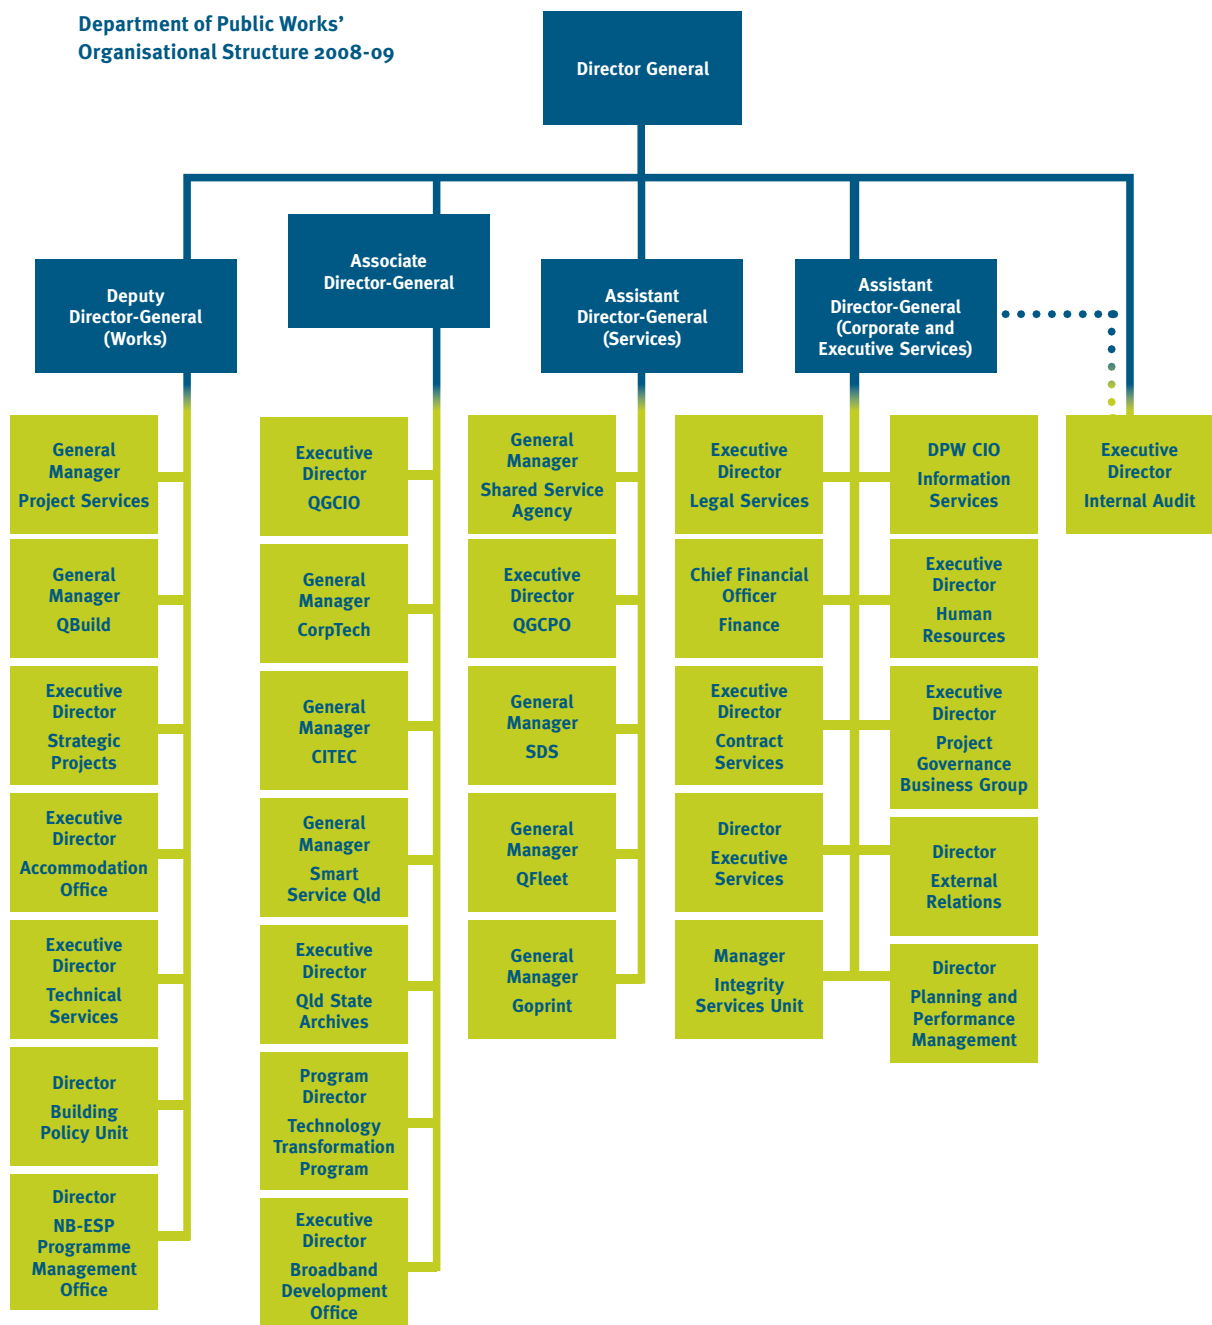 Department of Public Works'
Organisational Structure 2008-09
Director General
Deputy
Director-General
(Works)
Associate
Director-General
Assistant
Director-General
(Services)
Assistant
Director-General
(Corporate and
Executive Services)
General
Manager
Project Services
General
Manager
QBuild
Executive
Director
Strategic
Projects
Executive
Director
Accommodation
Office
Executive
Director
Technical
Services
Director
Building
Policy Unit
Director
NB-ESP
Programme
Management
Office
Executive
Director
QGCIO
General
Manager
CorpTech
General
Manager
CITEC
General
Manager
Smart
Service Qld
Executive
Director
Qld State
Archives
Program
Director
Technology
Transformation
Program
Executive
Director
Broadband
Development
Office
General
Manager
Shared Service
Agency
Executive
Director
QGCPO
General
Manager
SDS
General
Manager
QFleet
General
Manager
Goprint
Executive
Director
Legal Services
Chief Financial
Officer
Finance
Executive
Director
Contract
Services
Director
Executive
Services
Manager
Integrity
Services Unit
DPW CIO
Information
Services
Executive
Director
Human
Resources
Executive
Director
Project
Governance
Business Group
Director
External
Relations
Director
Planning and
Performance
Management
Executive
Director
Internal Audit